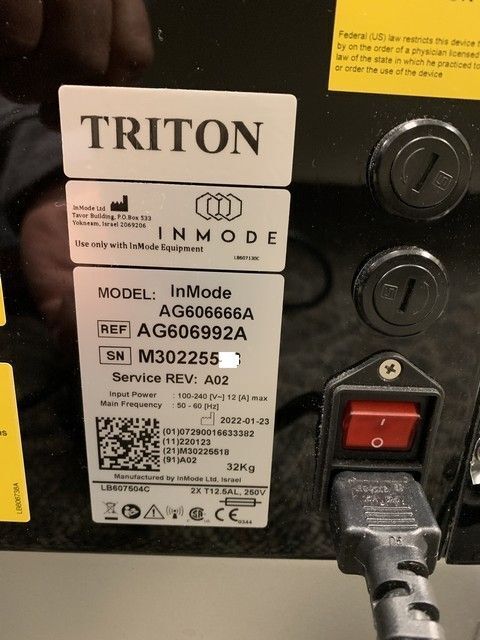 Federal (US) law restricts this device t
by on the order of a physician licensed
law of the state in which he practiced to
or order the use of the device
TRITON
InMode Ltd
Tavor Building, P.O.Box 533
Yokneam, Israel 2069206
INMODE
Use only with InMode Equipment
LB607130C
MODEL: InMode
AG606666A
REF AG606992A
SN M302255
Service REV: A02
Input Power : 100-240 [V~] 12 [A] max
Main Frequency : 50 - 60 [Hz]
2022-01-23
(01)07290016633382
(11)220123
(21)M30225518
(91)A02
32Kg
Manufactured by InMode Ltd. Israel
LB607504C
2X T12.5AL, 250V
CE 0344